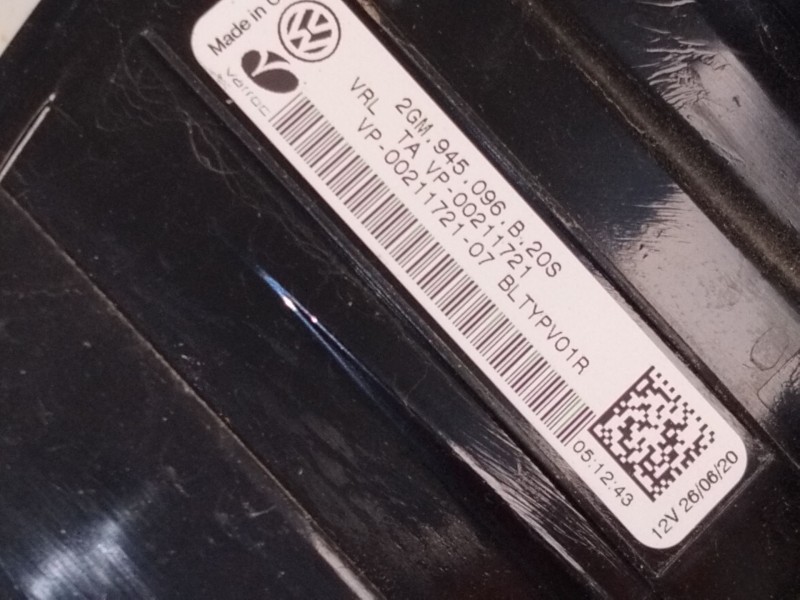 Made in
varroc
2GM.945.096.B.20S
VRL TA VP-00211721
VP-00211721-07 BLTYPV01R
05:12:43
12V 26/06/20